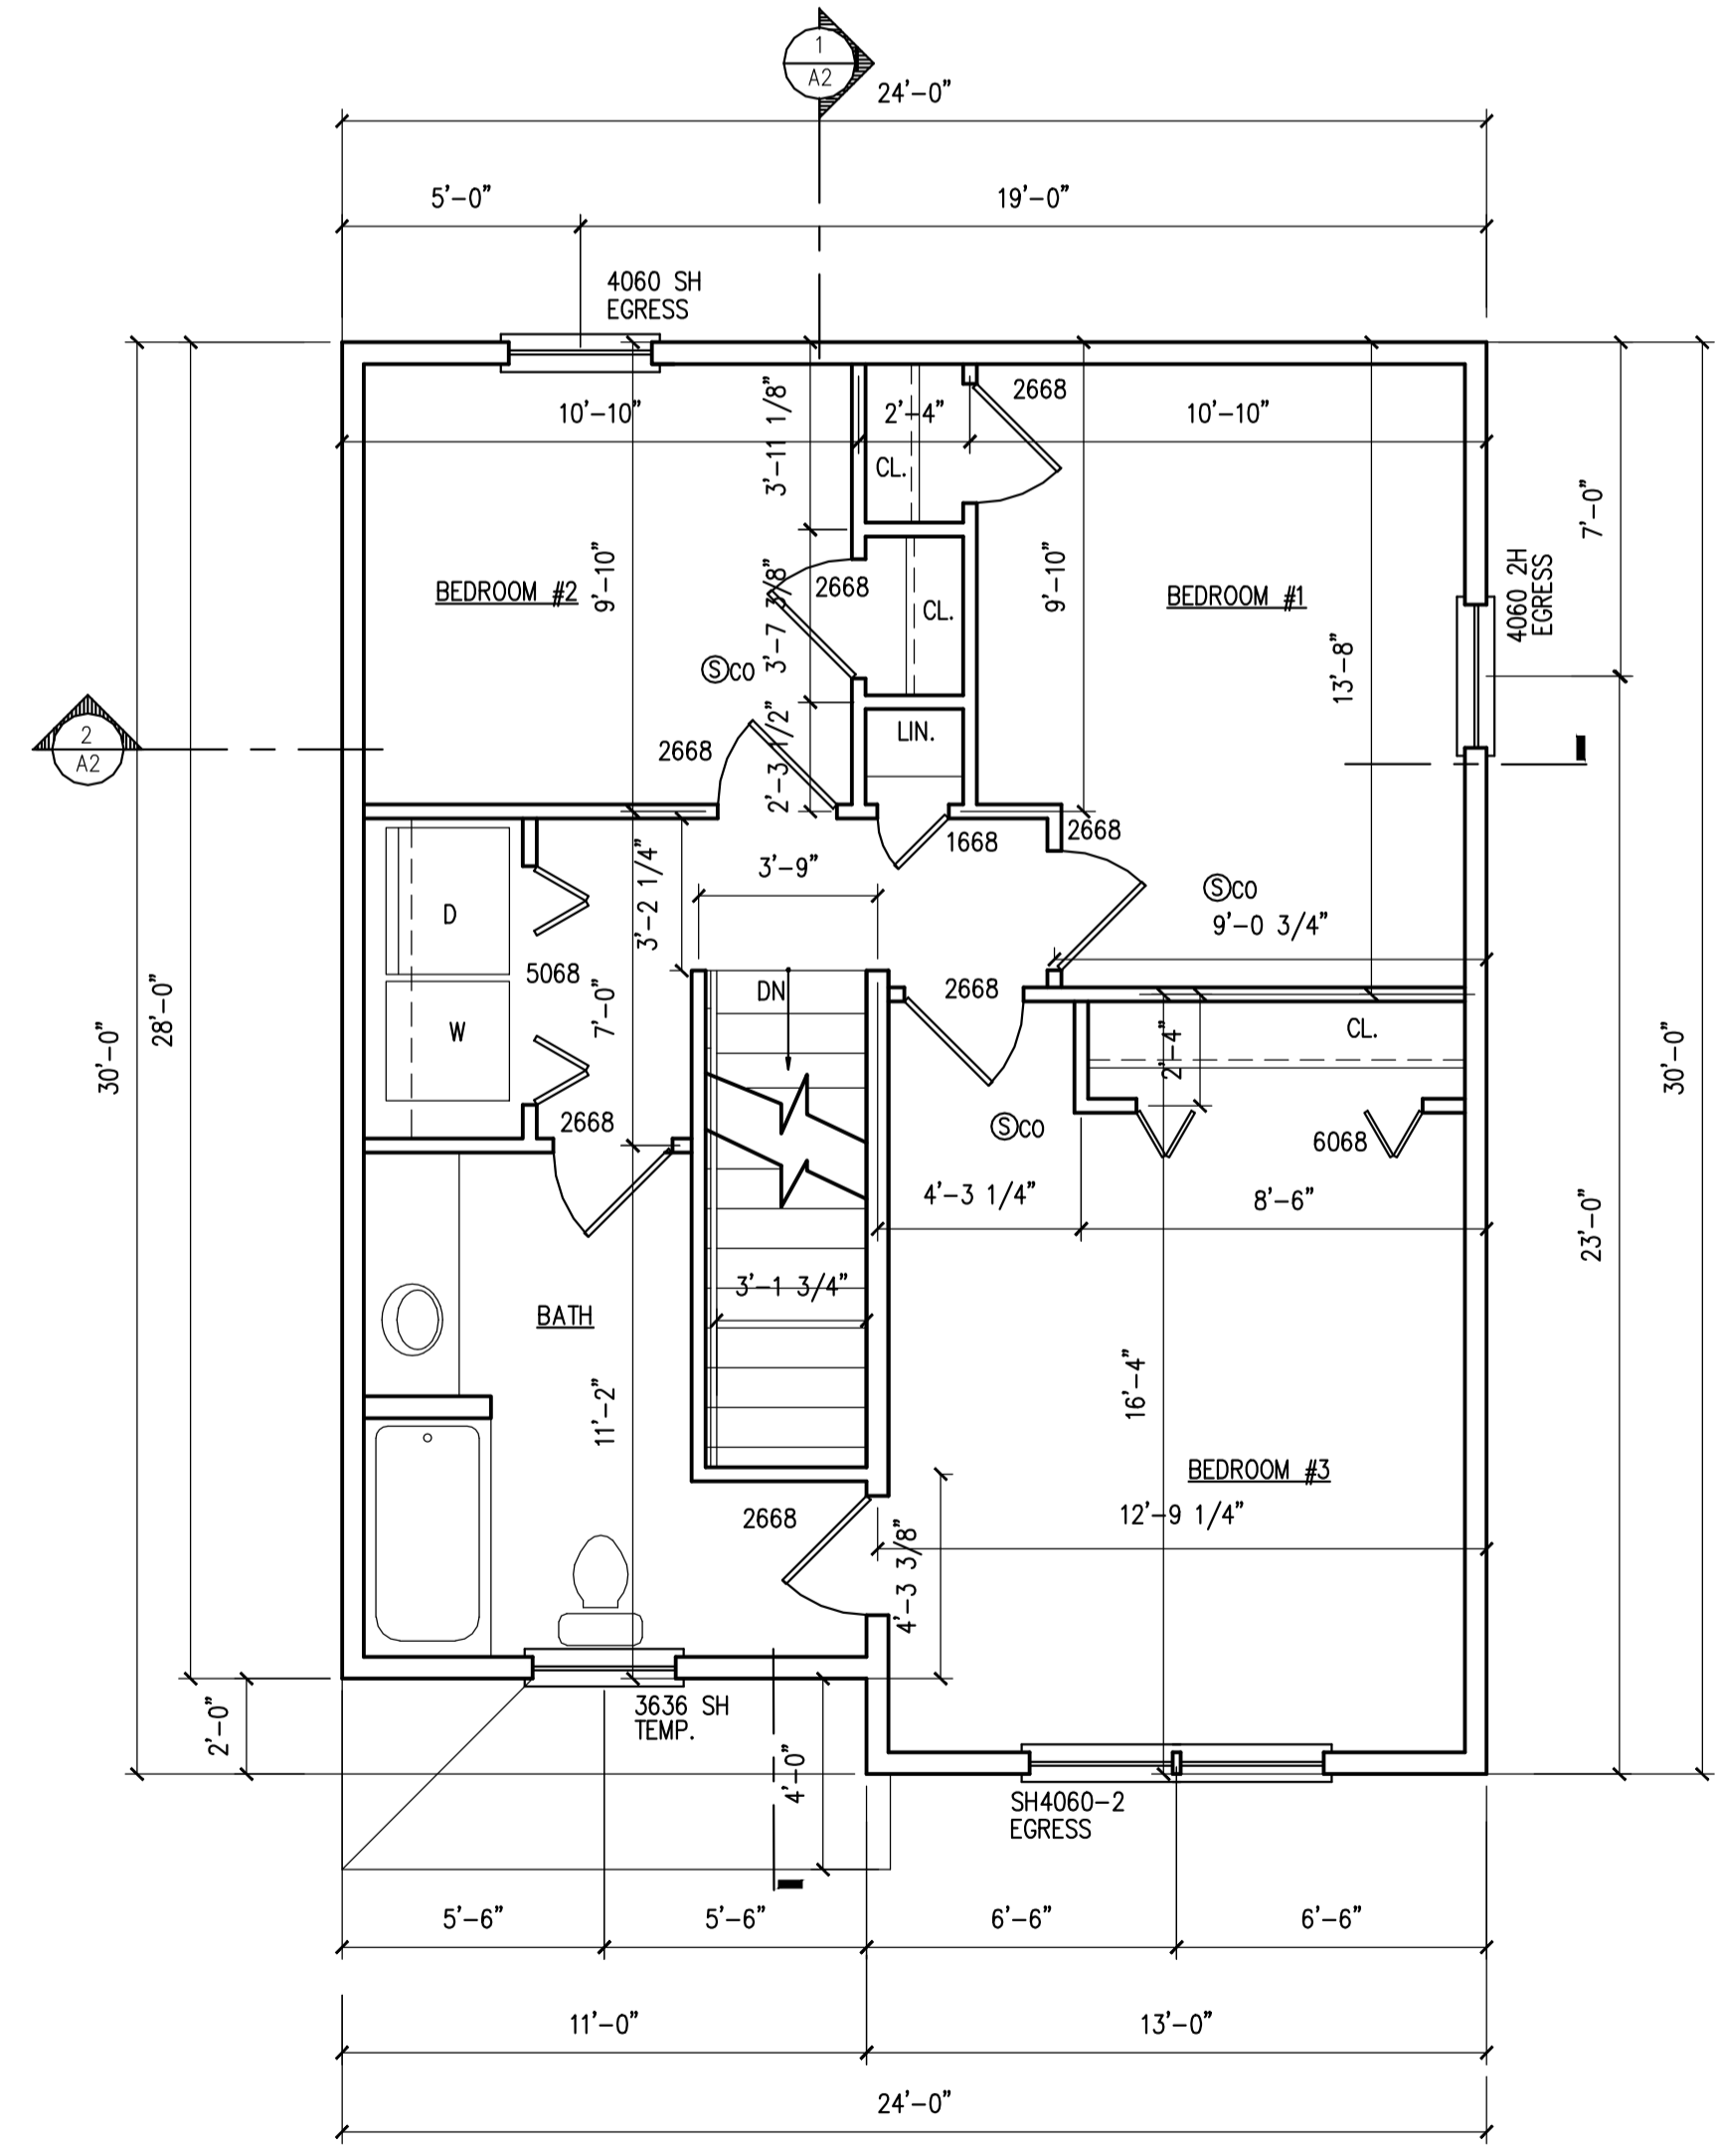 1
A2
24'-0"
5'-0"
19'-0"
4060 SH
EGRESS
2668
10'-10"
3'-11 1/8"
2'-4"
10'-10"
CL.
7'-0"
9'-10"
9'-10"
4060 2H
EGRESS
BEDROOM #2
2668
3'-7 3/8"
CL.
BEDROOM #1
13'-8"
S CO
2
A2
2668
2'-3 1/2"
LIN.
1668
2668
3'-9"
3'-2 1/4"
S CO
9'-0 3/4"
D
5068
DN
2668
28'-0"
30'-0"
W
7'-0"
2'-4"
CL.
30'-0"
2668
S CO
6068
4'-3 1/4"
8'-6"
23'-0"
3'-1 3/4"
BATH
11'-2"
16'-4"
BEDROOM #3
2668
12'-9 1/4"
4'-3 3/8"
3636 SH
TEMP.
2'-0"
4'-0"
SH4060-2
EGRESS
5'-6"
5'-6"
6'-6"
6'-6"
11'-0"
13'-0"
24'-0"